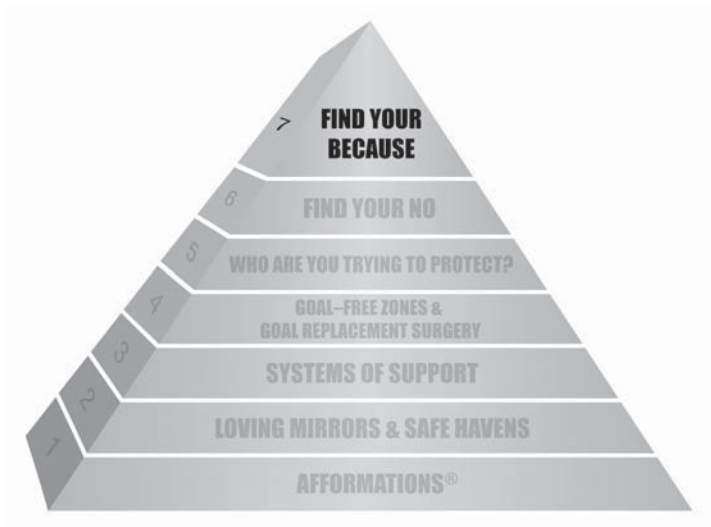 7
FIND YOUR
BECAUSE
6
FIND YOUR NO
5
WHO ARE YOU TRYING TO PROTECT?
4
GOAL–FREE ZONES &
GOAL REPLACEMENT SURGERY
3
SYSTEMS OF SUPPORT
2
LOVING MIRRORS & SAFE HAVENS
1
AFFORMATIONS®